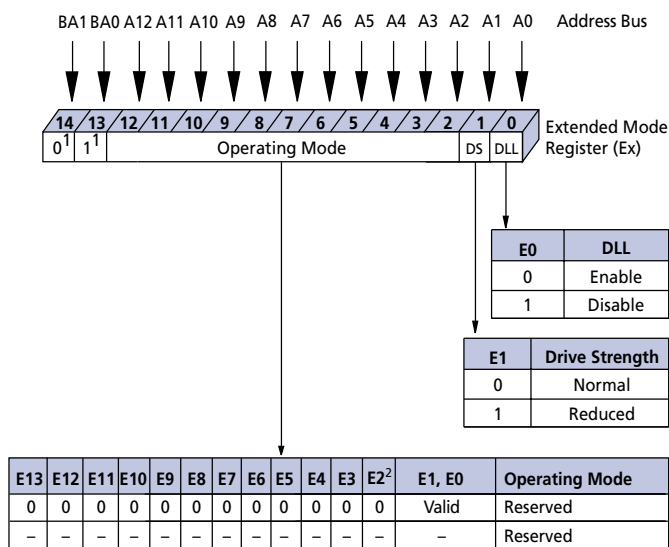 BA1 BA0 A12 A11 A10 A9 A8 A7 A6 A5 A4 A3 A2 A1 A0 Address Bus
14 13 12 11 10 9 8 7 6 5 4 3 2 1 0
Extended Mode
Register (Ex)
0¹ 1¹ Operating Mode DS DLL
E0 DLL
0 Enable
1 Disable
E1 Drive Strength
0 Normal
1 Reduced
E13 E12 E11 E10 E9 E8 E7 E6 E5 E4 E3 E2² E1, E0 Operating Mode
0 0 0 0 0 0 0 0 0 0 0 0 Valid Reserved
– – – – – – – – – – – – – Reserved